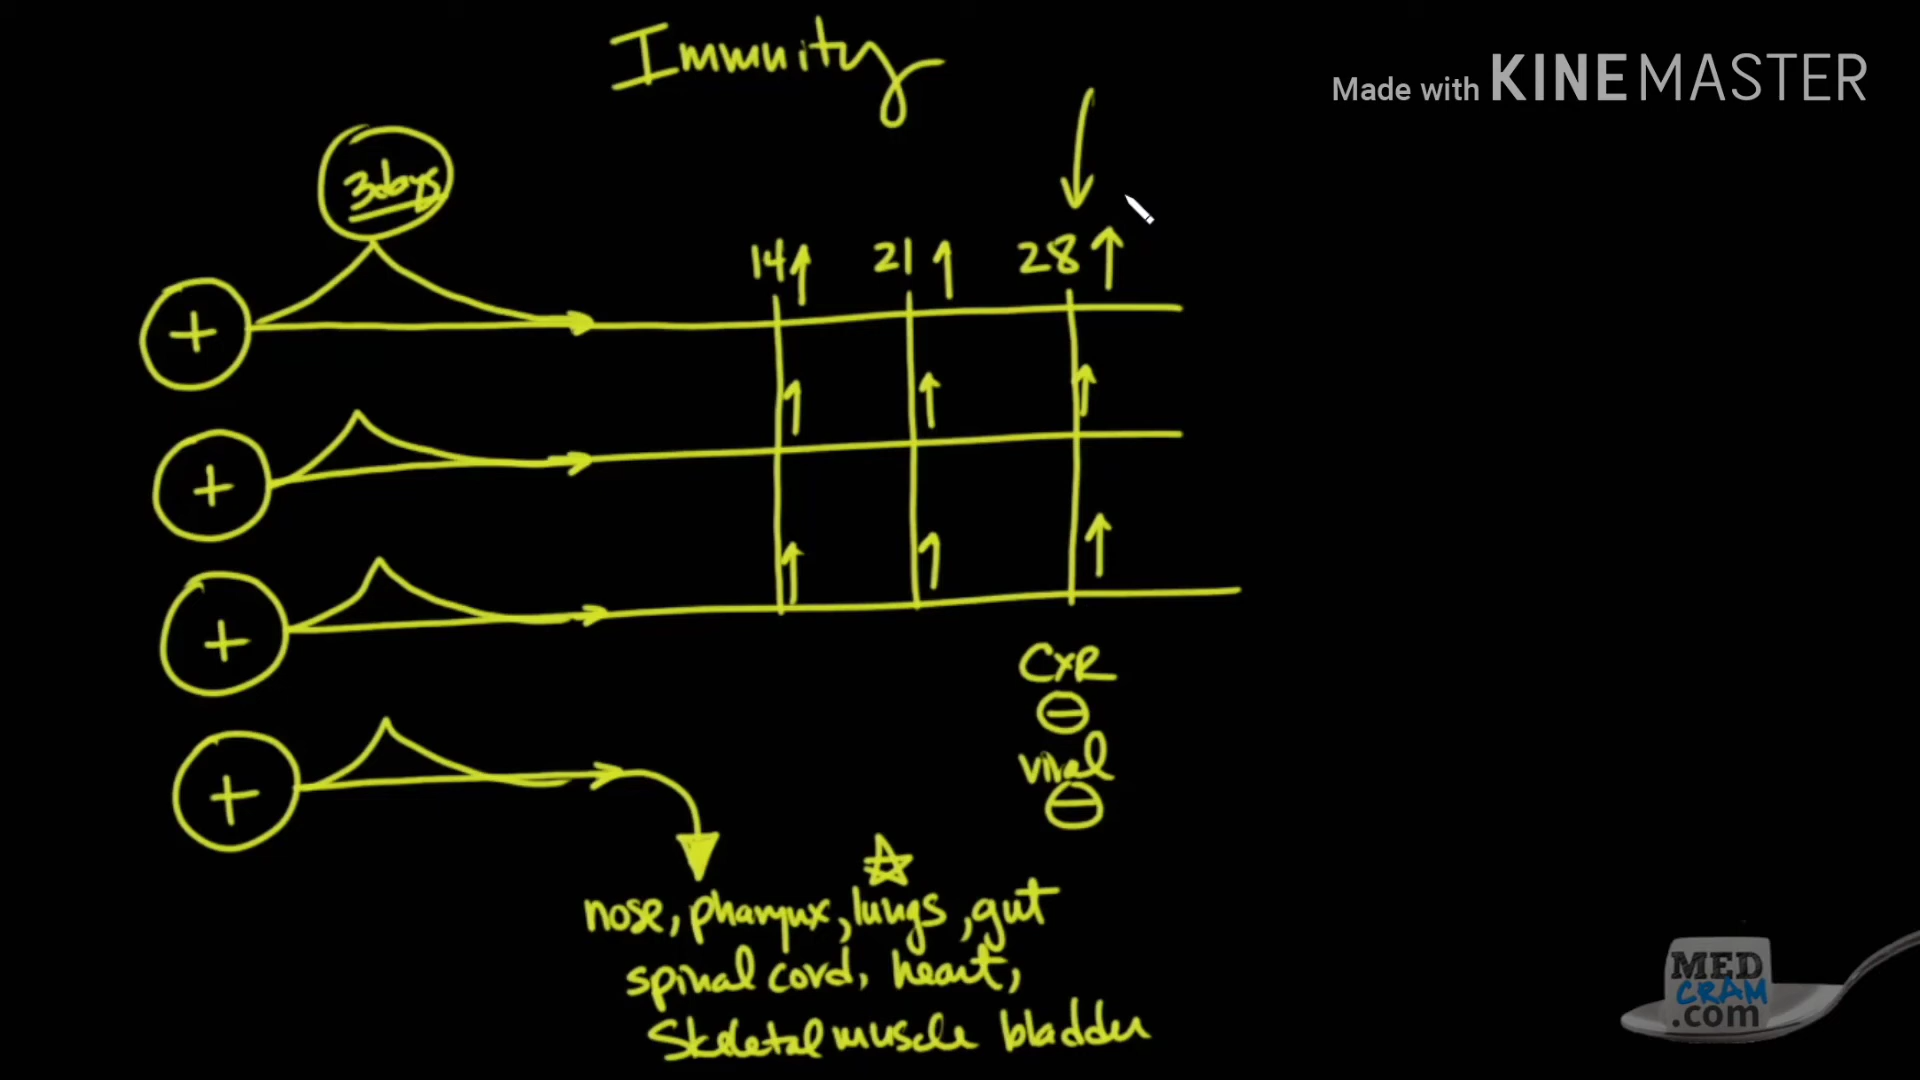 Immunity
Made with KINEMASTER
3days
14↑ 21↑ 28↑
+
↑ ↑ ↑
+
↑ ↑ ↑
+
CXR
⊖
viral
⊖
+
nose, pharynx, lungs, gut
spinal cord, heart,
Skeletal muscle bladder
MED
CRAM
.com